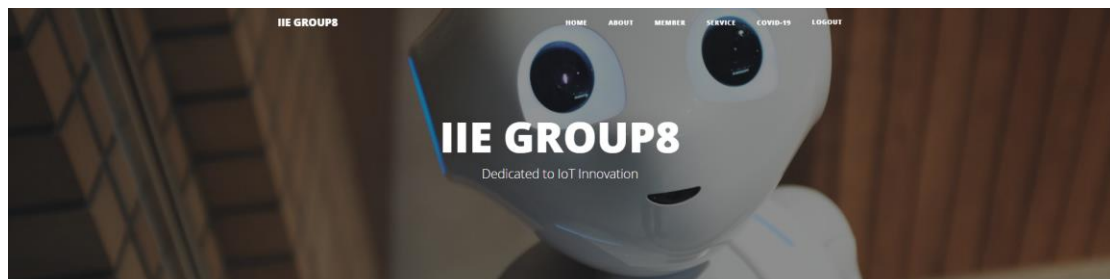 IIE GROUP8
HOME ABOUT MEMBER SERVICE COVID-19 LOGOUT
IIE GROUP8
Dedicated to IoT Innovation